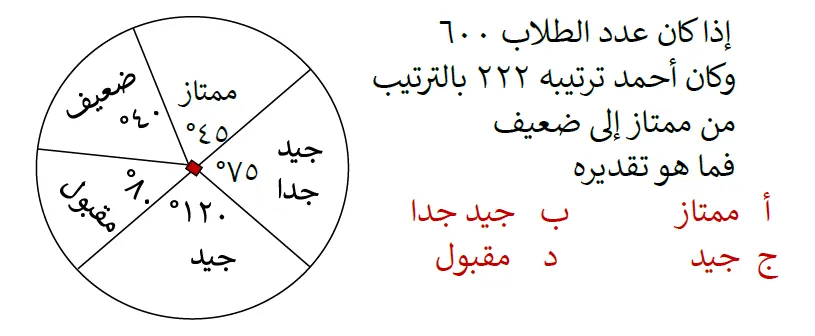 إذا كان عدد الطلاب ٦٠٠
وكان أحمد ترتيبه ٢٢٢ بالترتيب
من ممتاز إلى ضعيف
فما هو تقديره
أ ممتاز ب جيد جدا
ج جيد د مقبول
ممتاز
٤٥°
جيد
جدا
٧٥°
١٢٠°
جيد
٨٠°
مقبول
ضعيف
٤٠°